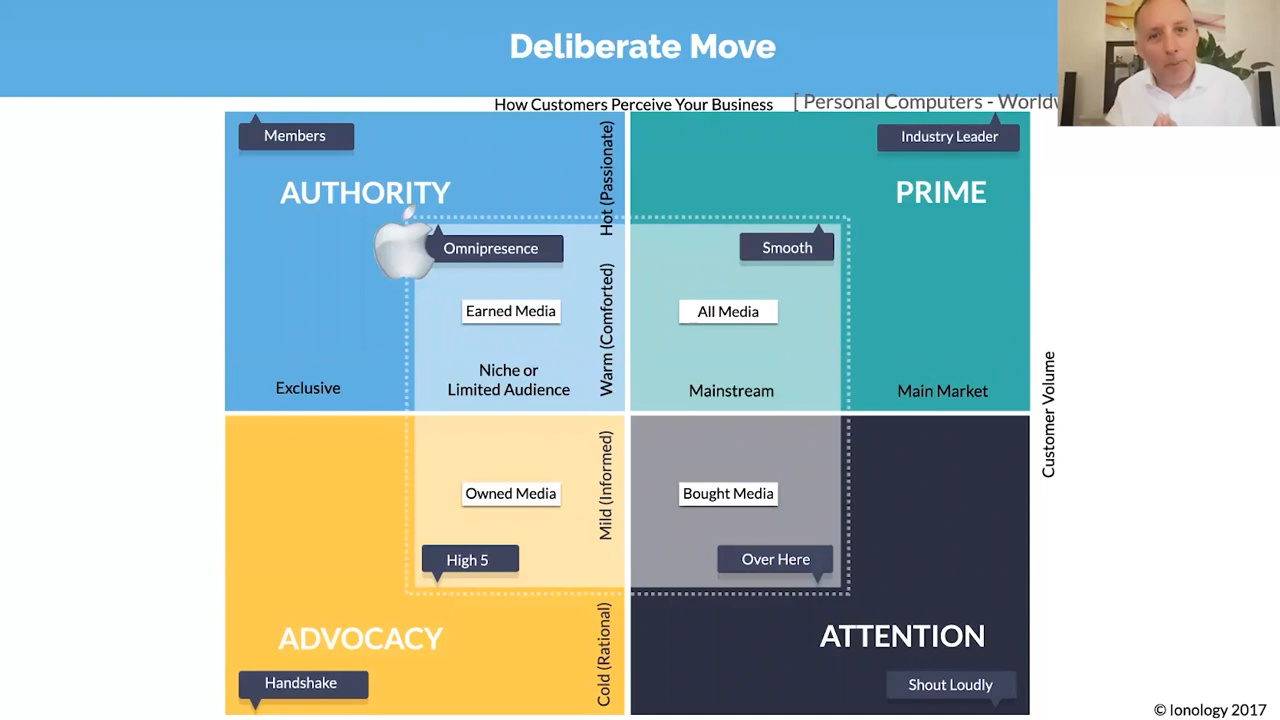 Deliberate Move
How Customers Perceive Your Business
[ Personal Computers -
Members
Industry Leader
Hot (Passionate)
AUTHORITY
PRIME
Omnipresence
Smooth
Earned Media
All Media
Warm (Comforted)
Niche or
Limited Audience
Exclusive
Mainstream
Main Market
Customer Volume
Mild (Informed)
Owned Media
Bought Media
High 5
Over Here
Cold (Rational)
ADVOCACY
ATTENTION
Handshake
Shout Loudly
© Ionology 2017